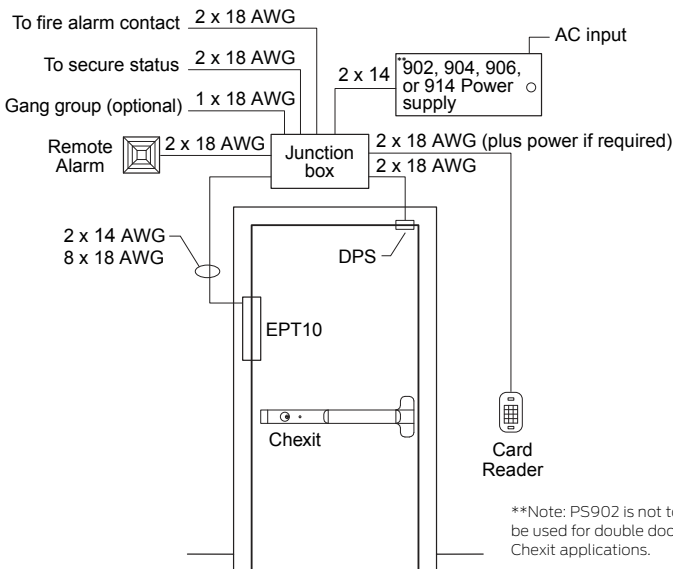 To fire alarm contact 2 x 18 AWG
AC input
To secure status 2 x 18 AWG
2 x 14
**902, 904, 906,
or 914 Power
supply
Gang group (optional) 1 x 18 AWG
Remote
Alarm
2 x 18 AWG
Junction
box
2 x 18 AWG (plus power if required)
2 x 18 AWG
2 x 14 AWG
8 x 18 AWG
DPS
EPT10
Chexit
Card
Reader
**Note: PS902 is not to
be used for double doo
Chexit applications.